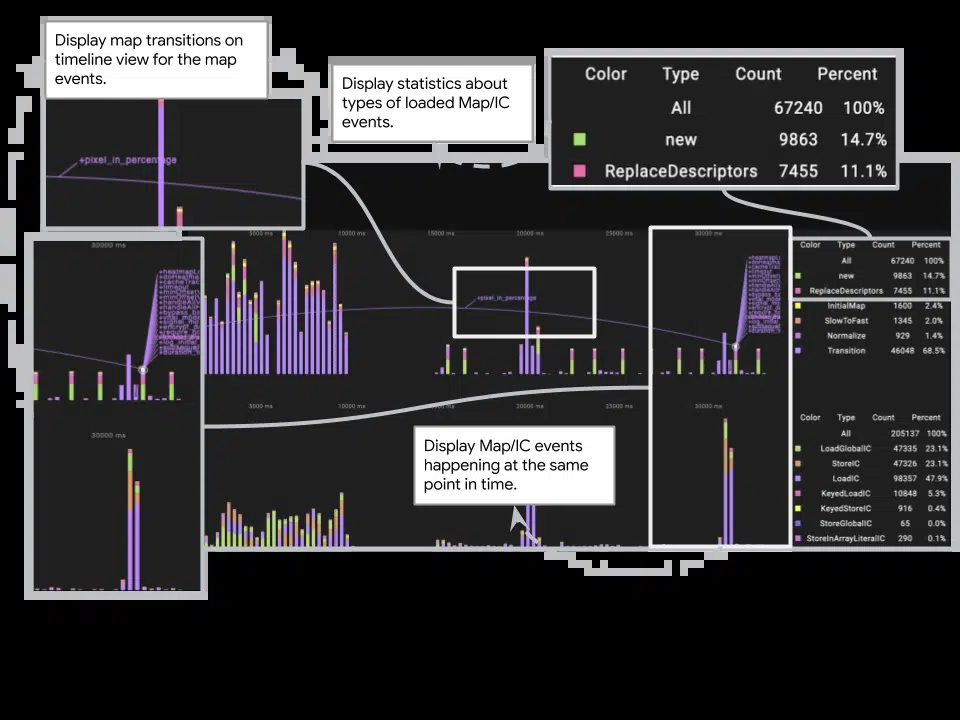 Display map transitions on
timeline view for the map
events.
Display statistics about
types of loaded Map/IC
events.
Color Type Count Percent
All 67240 100%
new 9863 14.7%
ReplaceDescriptors 7455 11.1%
+pixel_in_percentage
5000 ms 10000 ms 15000 ms 20000 ms 25000 ms 30000 ms
30000 ms
+pixel_in_percentage
Color Type Count Percent
All 67240 100%
new 9863 14.7%
ReplaceDescriptors 7455 11.1%
InitialMap 1600 2.4%
SlowToFast 1345 2.0%
Normalize 929 1.4%
Transition 46048 68.5%
10000 ms 20000 ms 25000 ms 30000 ms
30000 ms
Display Map/IC events
happening at the same
point in time.
Color Type Count Percent
All 205137 100%
LoadGlobalIC 47335 23.1%
StoreIC 47326 23.1%
LoadIC 98357 47.9%
KeyedLoadIC 10848 5.3%
KeyedStoreIC 916 0.4%
StoreGlobalIC 65 0.0%
StoreInArrayLiteralIC 290 0.1%